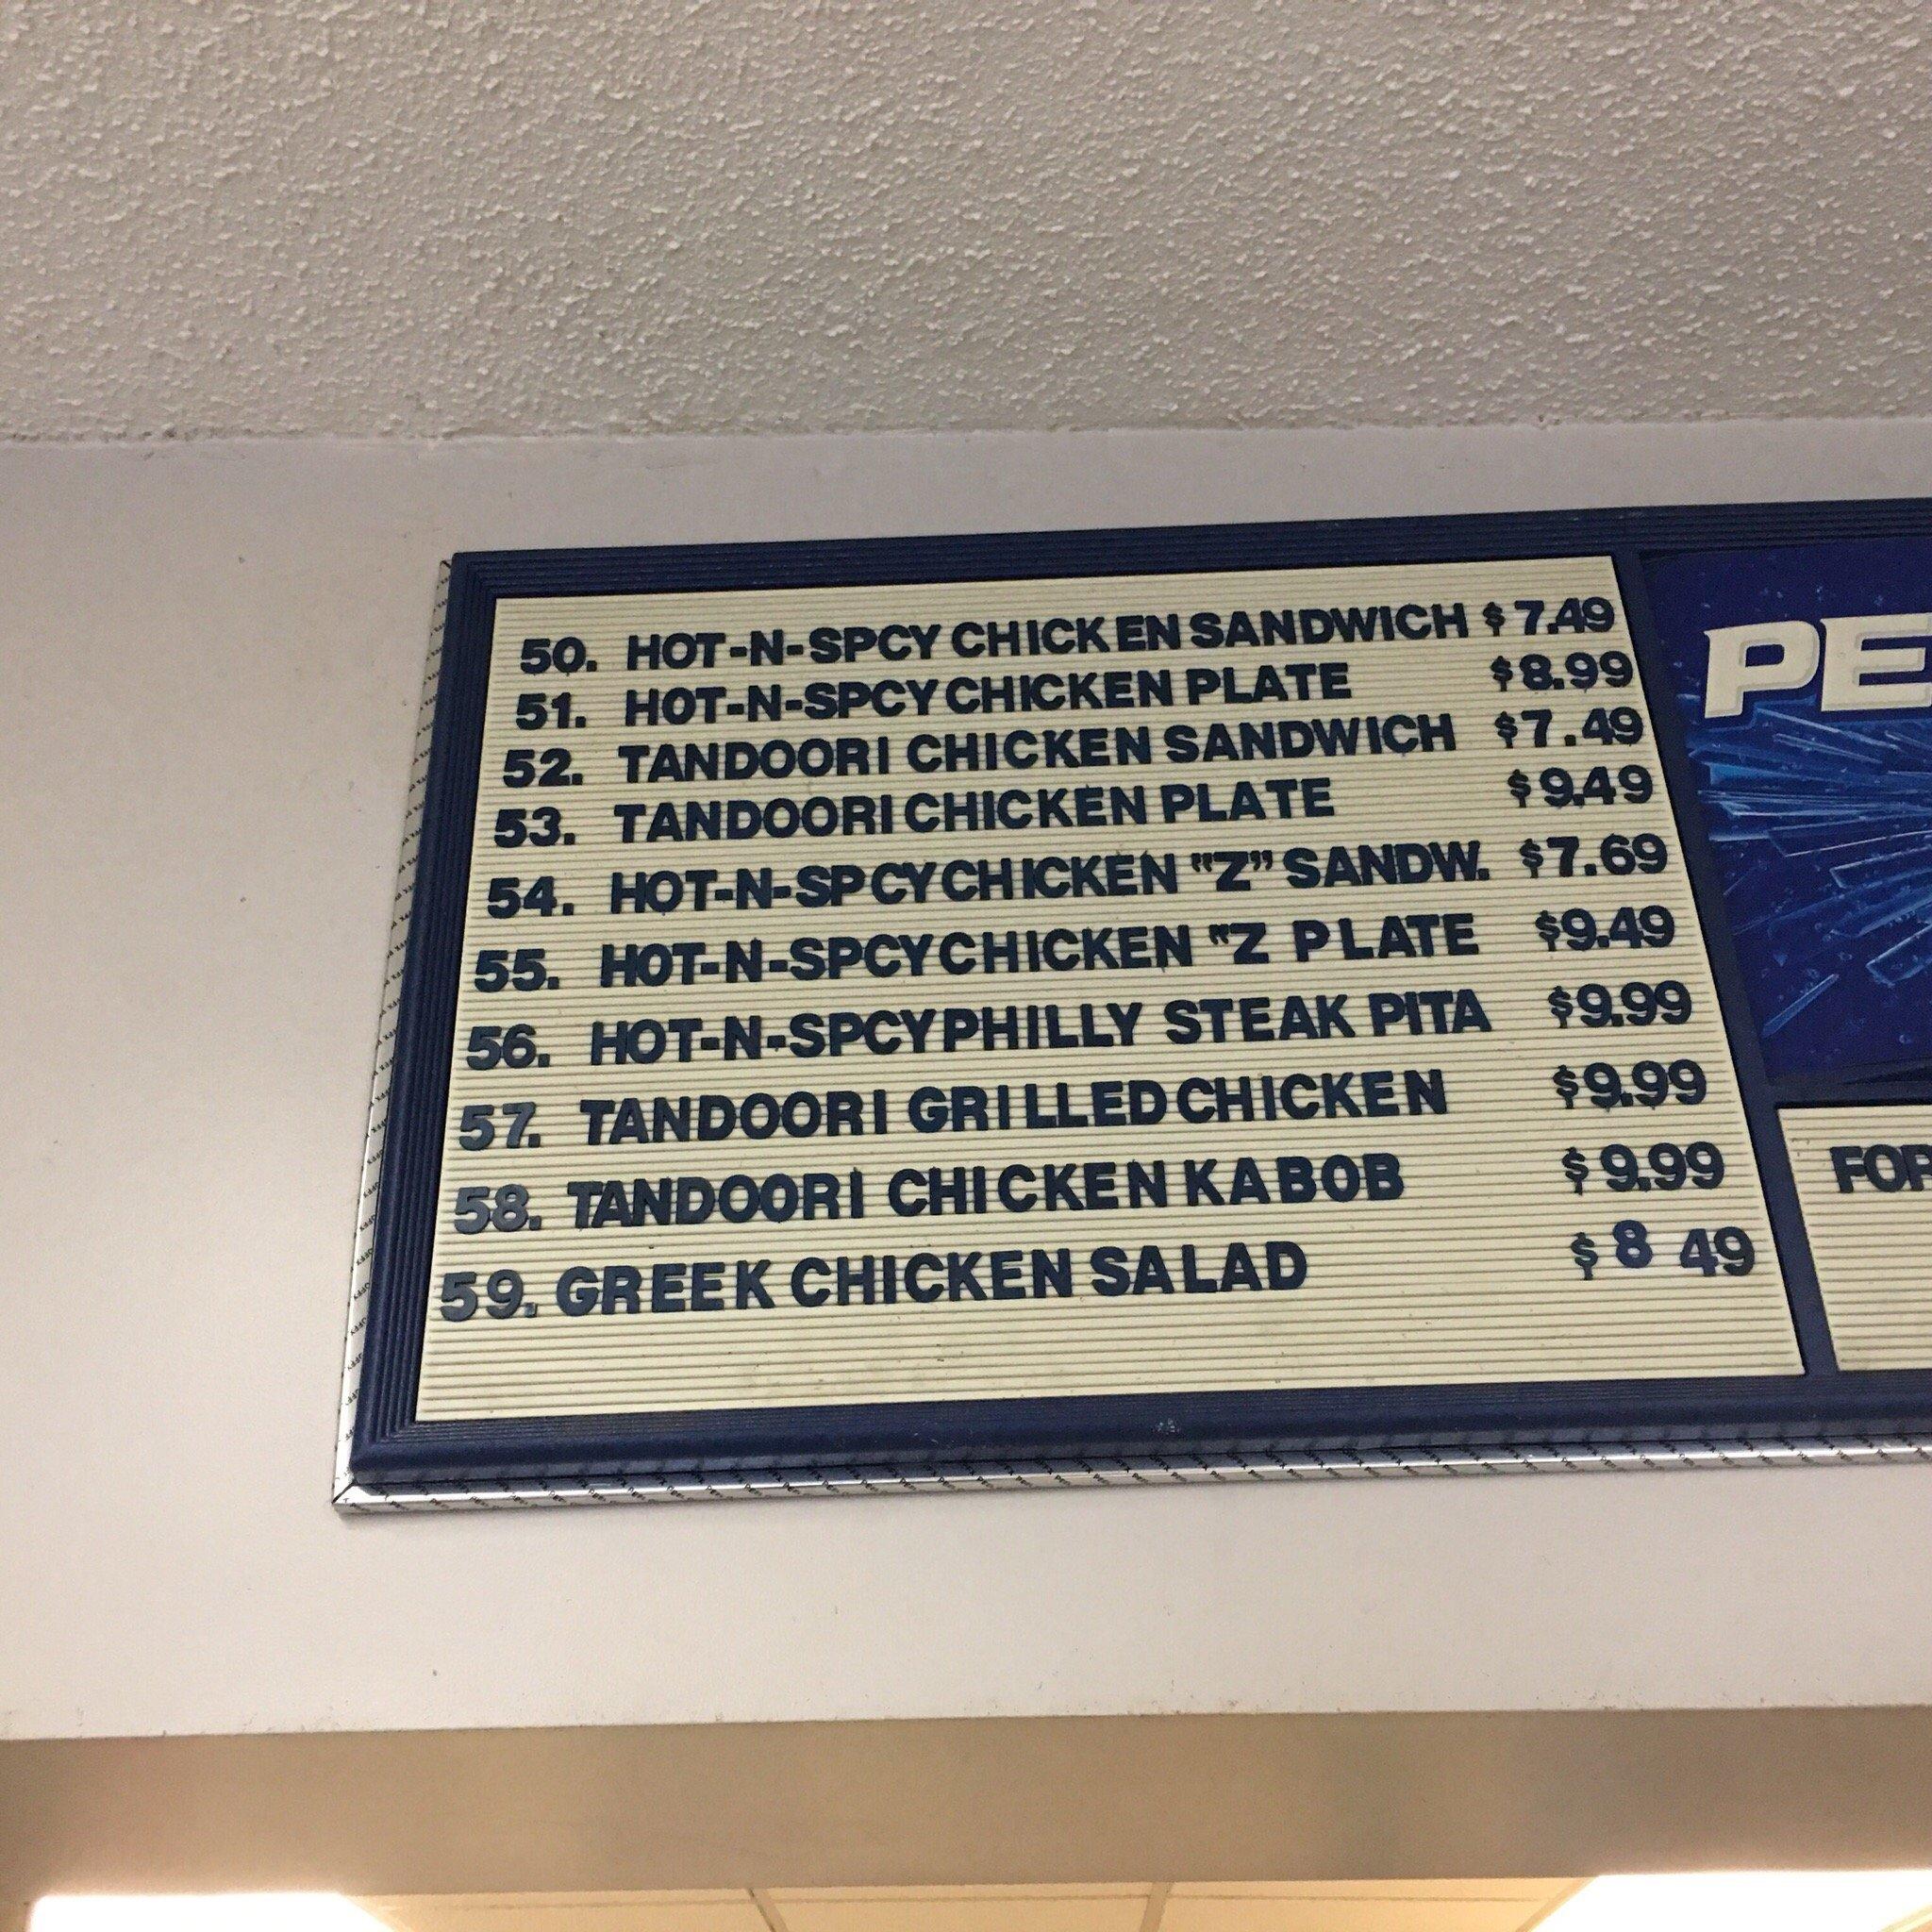 50. HOT-N-SPCY CHICKEN SANDWICH $7.49
51. HOT-N-SPCY CHICKEN PLATE $8.99
52. TANDOORI CHICKEN SANDWICH $7.49
53. TANDOORI CHICKEN PLATE $9.49
54. HOT-N-SPCY CHICKEN "Z" SANDW. $7.69
55. HOT-N-SPCY CHICKEN "Z PLATE $9.49
56. HOT-N-SPCY PHILLY STEAK PITA $9.99
57. TANDOORI GRILLED CHICKEN $9.99
58. TANDOORI CHICKEN KABOB $9.99
59. GREEK CHICKEN SALAD $8 49
PE
FOR